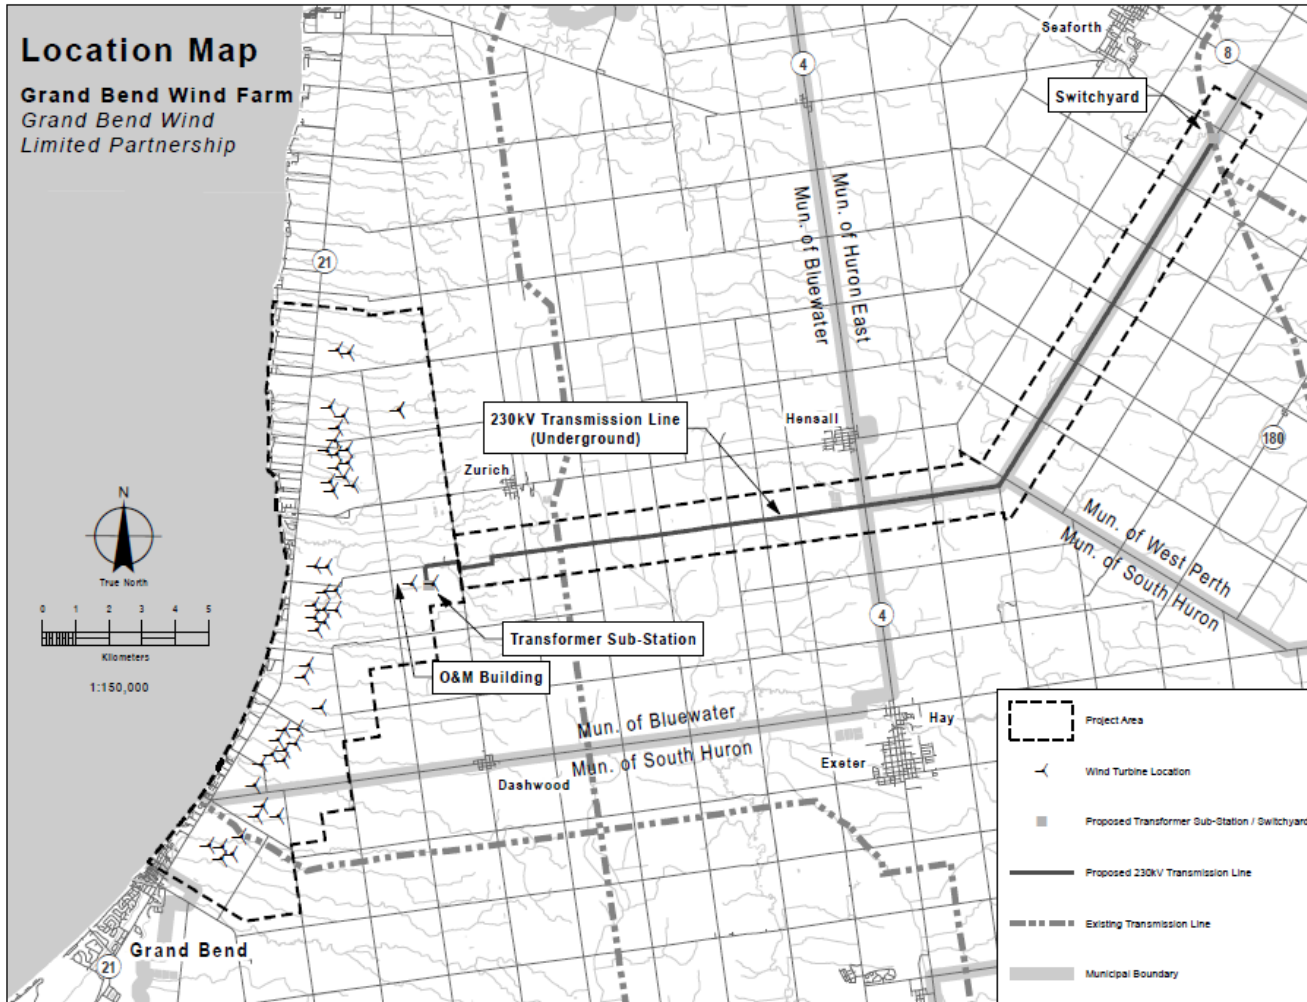 Location Map
Grand Bend Wind Farm
Grand Bend Wind
Limited Partnership
Seaforth
8
4
Switchyard
21
Mun. of Huron East
Mun. of Bluewater
230kV Transmission Line
(Underground)
Hensall
Zurich
180
N
True North
0 1 2 3 4 5
Kilometers
1:150,000
Mun. of West Perth
Mun. of South Huron
4
Transformer Sub-Station
O&M Building
Mun. of Bluewater
Mun. of South Huron
Dashwood
Hay
Exeter
Grand Bend
21
Project Area
Wind Turbine Location
Proposed Transformer Sub-Station / Switchyard
Proposed 230kV Transmission Line
Existing Transmission Line
Municipal Boundary